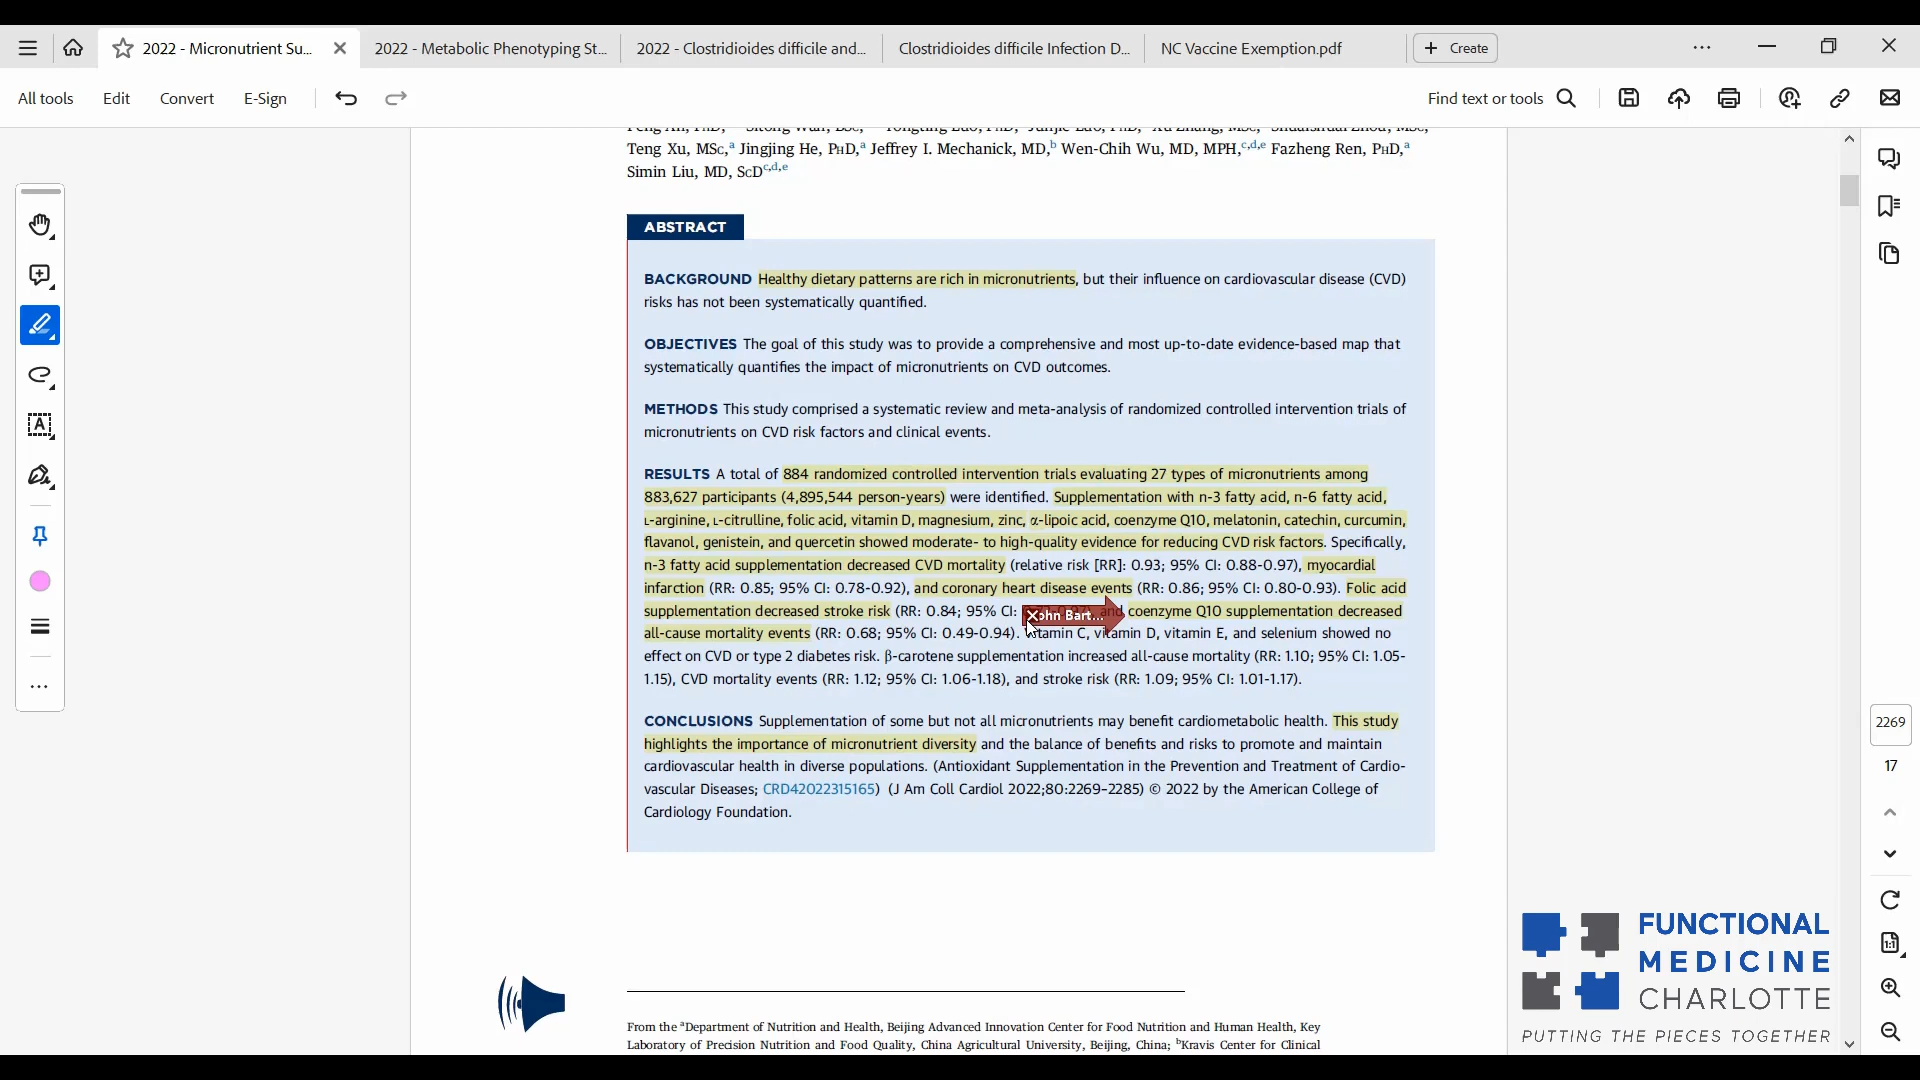 2022 - Micronutrient Su...
2022 - Metabolic Phenotyping St...
2022 - Clostridioides difficile and...
Clostridioides difficile Infection D...
NC Vaccine Exemption.pdf
Create
All tools
Edit
Convert
E-Sign
Find text or tools
Teng Xu, MSc,ᵃ Jingjing He, PhD,ᵃ Jeffrey I. Mechanick, MD,ᵇ Wen-Chih Wu, MD, MPH,ᶜ,ᵈ,ᵉ Fazheng Ren, PhD,ᵃ
Simin Liu, MD, ScDᶜ,ᵈ,ᵉ
ABSTRACT
BACKGROUND Healthy dietary patterns are rich in micronutrients, but their influence on cardiovascular disease (CVD)
risks has not been systematically quantified.
OBJECTIVES The goal of this study was to provide a comprehensive and most up-to-date evidence-based map that
systematically quantifies the impact of micronutrients on CVD outcomes.
METHODS This study comprised a systematic review and meta-analysis of randomized controlled intervention trials of
micronutrients on CVD risk factors and clinical events.
RESULTS A total of 884 randomized controlled intervention trials evaluating 27 types of micronutrients among
883,627 participants (4,895,544 person-years) were identified. Supplementation with n-3 fatty acid, n-6 fatty acid,
L-arginine, L-citrulline, folic acid, vitamin D, magnesium, zinc, α-lipoic acid, coenzyme Q10, melatonin, catechin, curcumin,
flavanol, genistein, and quercetin showed moderate- to high-quality evidence for reducing CVD risk factors. Specifically,
n-3 fatty acid supplementation decreased CVD mortality (relative risk [RR]: 0.93; 95% CI: 0.88-0.97), myocardial
infarction (RR: 0.85; 95% CI: 0.78-0.92), and coronary heart disease events (RR: 0.86; 95% CI: 0.80-0.93). Folic acid
supplementation decreased stroke risk (RR: 0.84; 95% CI: and coenzyme Q10 supplementation decreased
ohn Bart...
all-cause mortality events (RR: 0.68; 95% CI: 0.49-0.94). Vitamin C, vitamin D, vitamin E, and selenium showed no
effect on CVD or type 2 diabetes risk. β-carotene supplementation increased all-cause mortality (RR: 1.10; 95% CI: 1.05-
1.15), CVD mortality events (RR: 1.12; 95% CI: 1.06-1.18), and stroke risk (RR: 1.09; 95% CI: 1.01-1.17).
CONCLUSIONS Supplementation of some but not all micronutrients may benefit cardiometabolic health. This study
highlights the importance of micronutrient diversity and the balance of benefits and risks to promote and maintain
cardiovascular health in diverse populations. (Antioxidant Supplementation in the Prevention and Treatment of Cardio-
vascular Diseases; CRD42022315165) (J Am Coll Cardiol 2022;80:2269–2285) © 2022 by the American College of
Cardiology Foundation.
From the ᵃDepartment of Nutrition and Health, Beijing Advanced Innovation Center for Food Nutrition and Human Health, Key
Laboratory of Precision Nutrition and Food Quality, China Agricultural University, Beijing, China; ᵇKravis Center for Clinical
2269
17
1:1
FUNCTIONAL
MEDICINE
CHARLOTTE
PUTTING THE PIECES TOGETHER